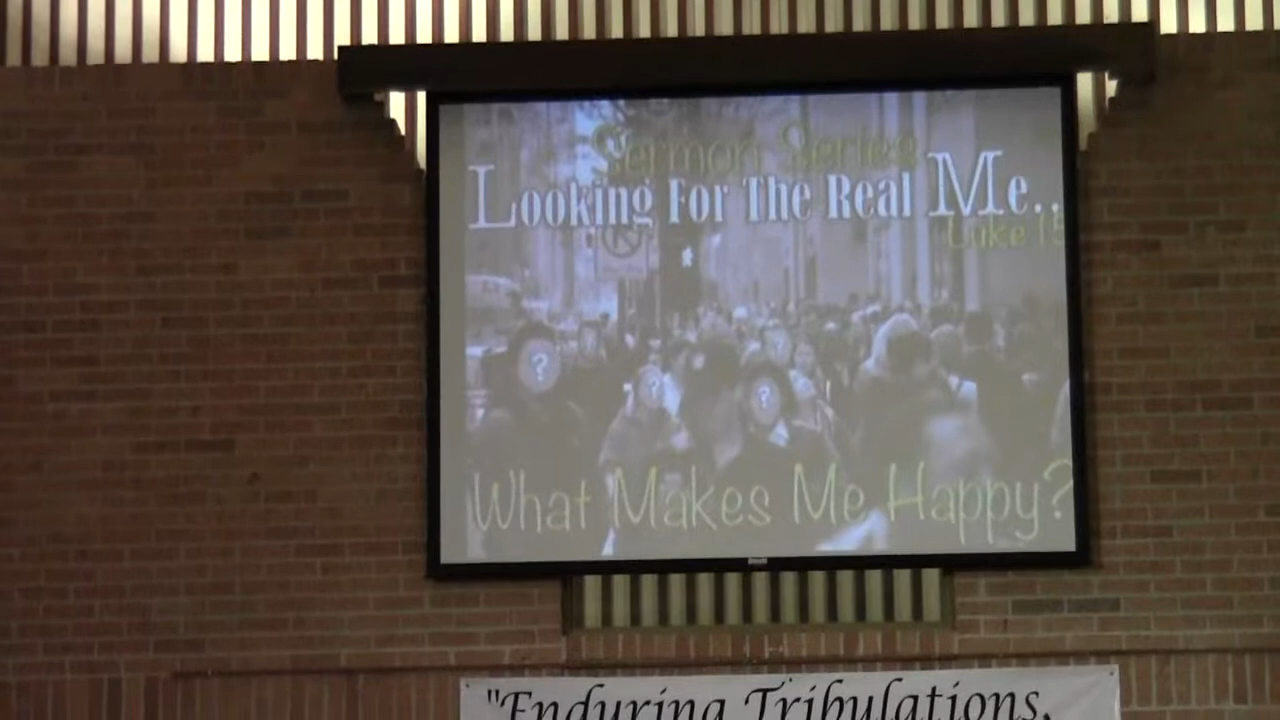 Sermon Series
Looking For The Real Me..
Luke 15
?
?
?
?
What Makes Me Happy?
"Enduring Tribulations,